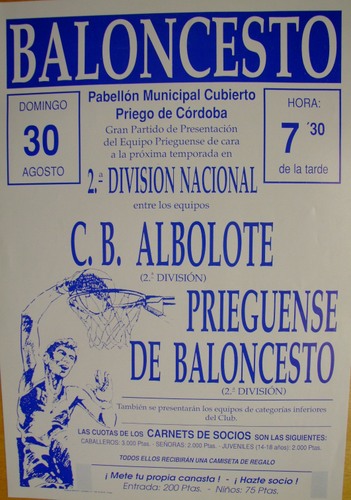 BALONCESTO
DOMINGO
30
AGOSTO
Pabellón Municipal Cubierto
Priego de Córdoba
Gran Partido de Presentación
del Equipo Prieguense de cara
a la próxima temporada en
HORA:
7 '30
de la tarde
2.ª DIVISION NACIONAL
entre los equipos
C. B. ALBOLOTE
(2.ª DIVISIÓN)
PRIEGUENSE
DE BALONCESTO
(2.ª DIVISIÓN)
También se presentarán los equipos de categorías inferiores
del Club.
LAS CUOTAS DE LOS CARNETS DE SOCIOS SON LAS SIGUIENTES:
CABALLEROS: 3.000 Ptas. - SEÑORAS: 2.000 Ptas. - JUVENILES (14-18 años): 2.000 Ptas.
TODOS ELLOS RECIBIRÁN UNA CAMISETA DE REGALO
¡ Mete tu propia canasta ! - ¡ Hazte socio !
Entrada: 200 Ptas. - Niños: 75 Ptas.